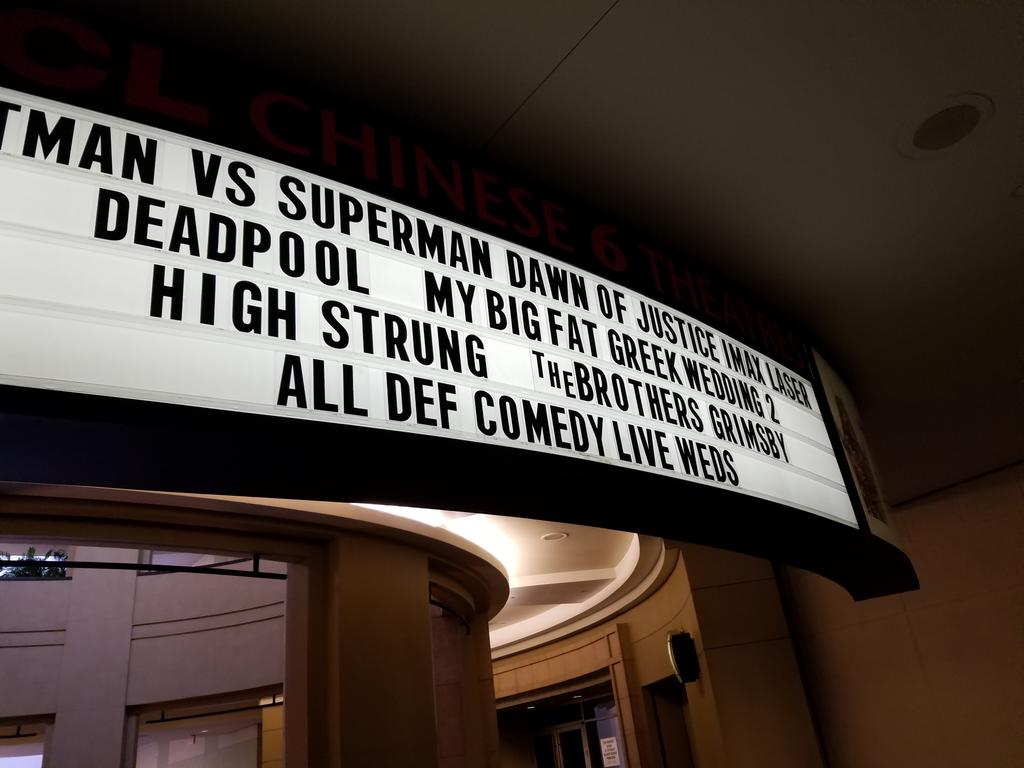 CL CHINESE 6 THEATRES
TMAN VS SUPERMAN DAWN OF JUSTICE IMAX LASER
DEADPOOL MY BIG FAT GREEK WEDDING 2
HIGH STRUNG THE BROTHERS GRIMSBY
ALL DEF COMEDY LIVE WEDS